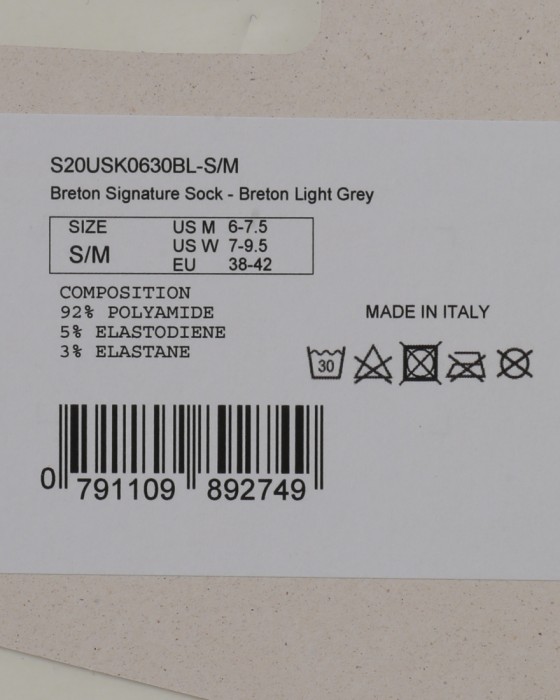 S20USK0630BL-S/M
Breton Signature Sock - Breton Light Grey
SIZE US M 6-7.5
S/M US W 7-9.5
EU 38-42
COMPOSITION
92% POLYAMIDE
5% ELASTODIENE
3% ELASTANE
MADE IN ITALY
30
0 791109 892749